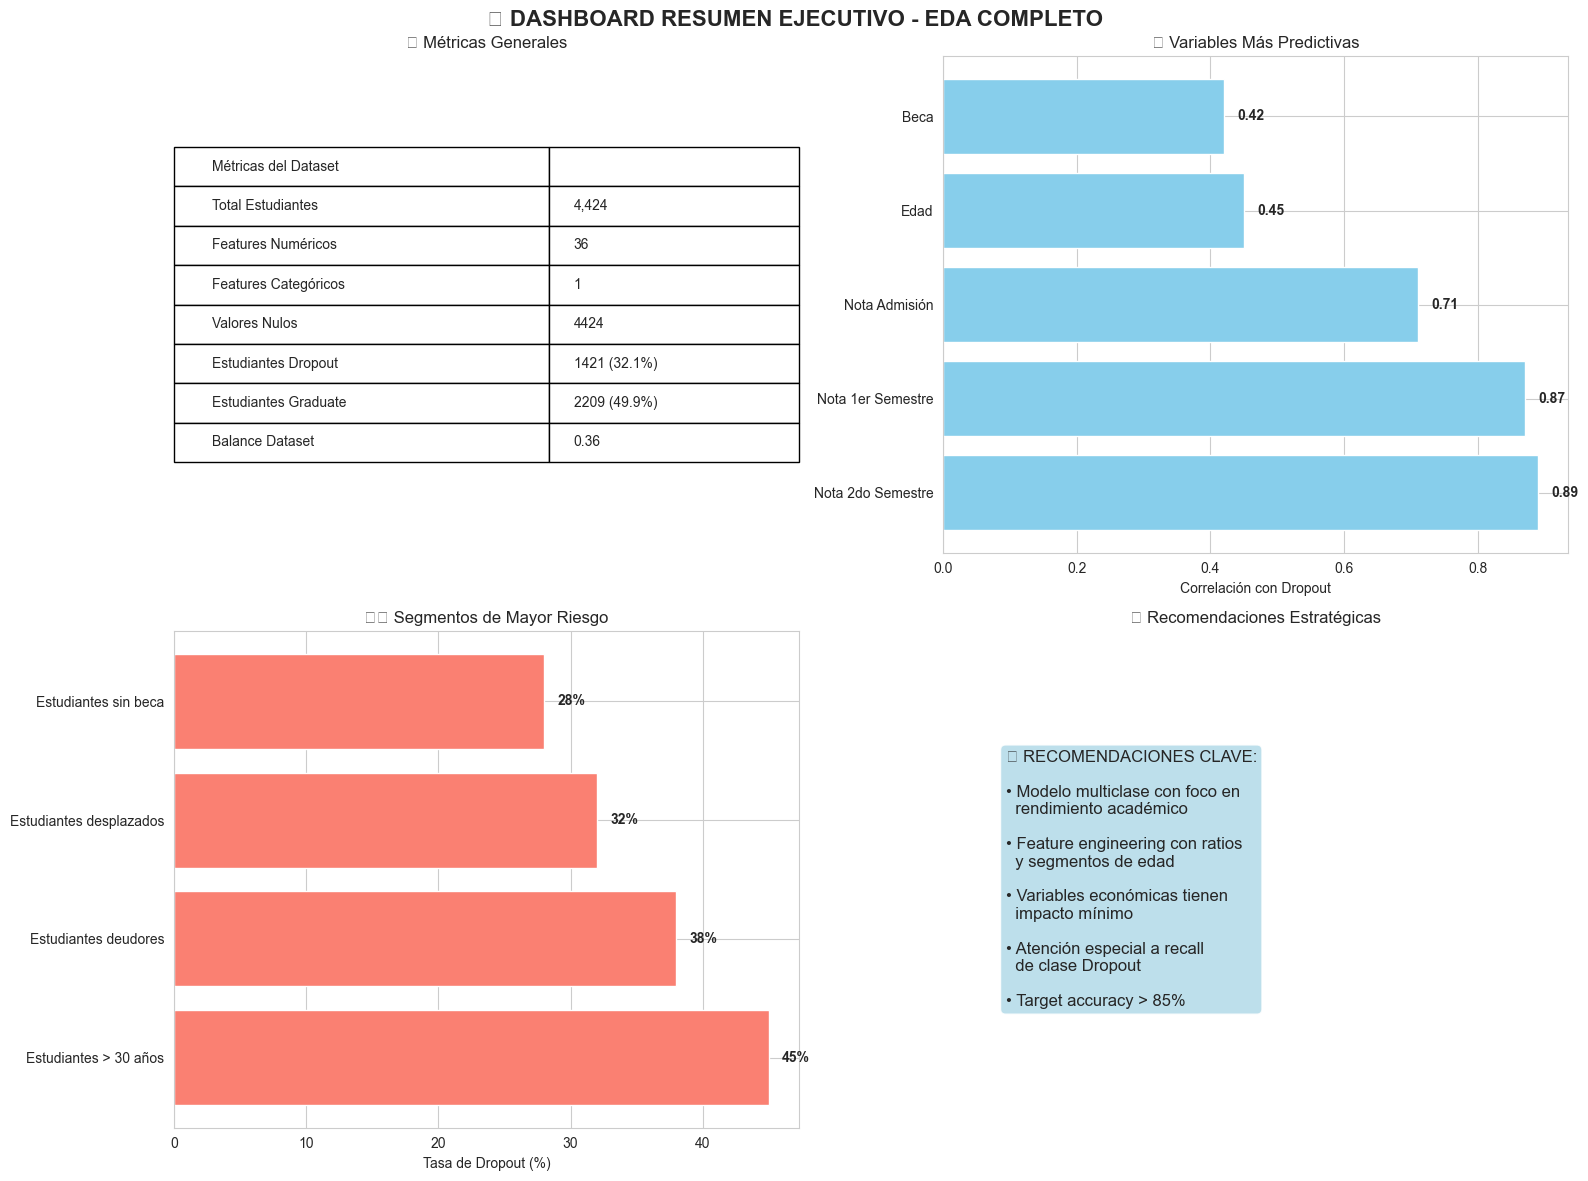 DASHBOARD RESUMEN EJECUTIVO - EDA COMPLETO
Métricas Generales
Métricas del Dataset
Total Estudiantes 4,424
Features Numéricos 36
Features Categóricos 1
Valores Nulos 4424
Estudiantes Dropout 1421 (32.1%)
Estudiantes Graduate 2209 (49.9%)
Balance Dataset 0.36
Variables Más Predictivas
Beca 0.42
Edad 0.45
Nota Admisión 0.71
Nota 1er Semestre 0.87
Nota 2do Semestre 0.89
0.0 0.2 0.4 0.6 0.8
Correlación con Dropout
Segmentos de Mayor Riesgo
Estudiantes sin beca 28%
Estudiantes desplazados 32%
Estudiantes deudores 38%
Estudiantes > 30 años 45%
0 10 20 30 40
Tasa de Dropout (%)
Recomendaciones Estratégicas
RECOMENDACIONES CLAVE:
• Modelo multiclase con foco en
rendimiento académico
• Feature engineering con ratios
y segmentos de edad
• Variables económicas tienen
impacto mínimo
• Atención especial a recall
de clase Dropout
• Target accuracy > 85%